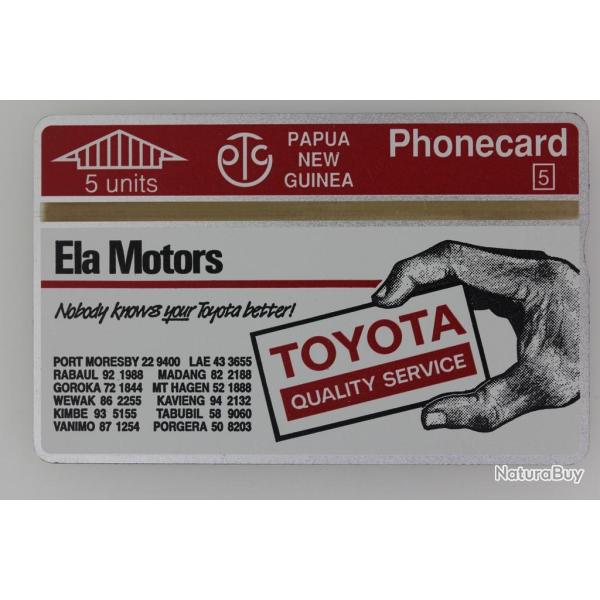 5 units
PTC
PAPUA
NEW
GUINEA
Phonecard
5
Ela Motors
Nobody knows your Toyota better!
PORT MORESBY 22 9400 LAE 43 3655
RABAUL 92 1988 MADANG 82 2188
GOROKA 72 1844 MT HAGEN 52 1888
WEWAK 86 2255 KAVIENG 94 2132
KIMBE 93 5155 TABUBIL 58 9060
VANIMO 87 1254 PORGERA 50 8203
TOYOTA
QUALITY SERVICE
NaturaBuy